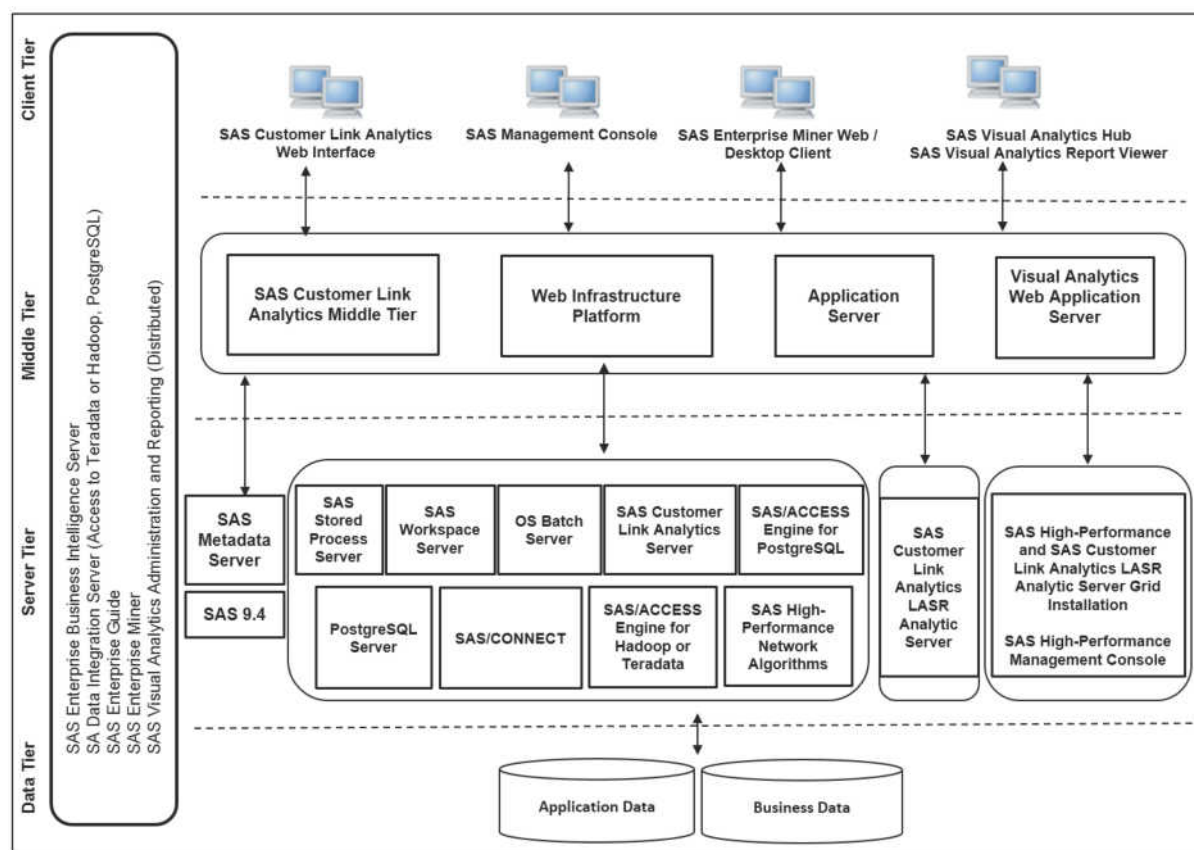 Client Tier
Middle Tier
Server Tier
Data Tier
SAS Enterprise Business Intelligence Server
SA Data Integration Server (Access to Teradata or Hadoop, PostgreSQL)
SAS Enterprise Guide
SAS Enterprise Miner
SAS Visual Analytics Administration and Reporting (Distributed)
SAS Customer Link Analytics
Web Interface
SAS Management Console
SAS Enterprise Miner Web /
Desktop Client
SAS Visual Analytics Hub
SAS Visual Analytics Report Viewer
SAS Customer Link
Analytics Middle Tier
Web Infrastructure
Platform
Application
Server
Visual Analytics
Web Application
Server
SAS
Metadata
Server
SAS 9.4
SAS
Stored
Process
Server
SAS
Workspace
Server
OS Batch
Server
SAS Customer
Link Analytics
Server
SAS/ACCESS
Engine for
PostgreSQL
PostgreSQL
Server
SAS/CONNECT
SAS/ACCESS
Engine for
Hadoop or
Teradata
SAS High-
Performance
Network
Algorithms
SAS
Customer
Link
Analytics
LASR
Analytic
Server
SAS High-Performance
and SAS Customer
Link Analytics LASR
Analytic Server Grid
Installation
SAS High-Performance
Management Console
Application Data
Business Data